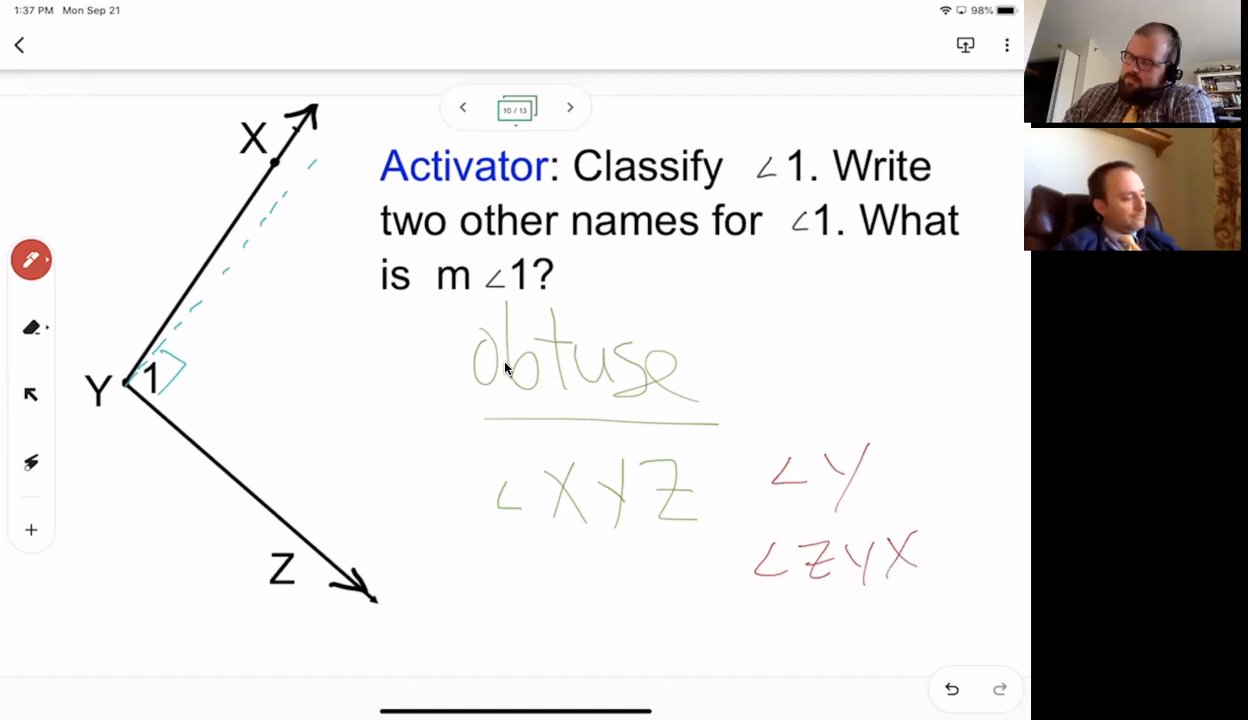 1:37 PM Mon Sep 21
98%
10 / 13
X
Activator: Classify ∠1. Write
two other names for ∠1. What
is m ∠1?
obtuse
Y 1
∠XYZ
∠Y
∠ZYX
Z